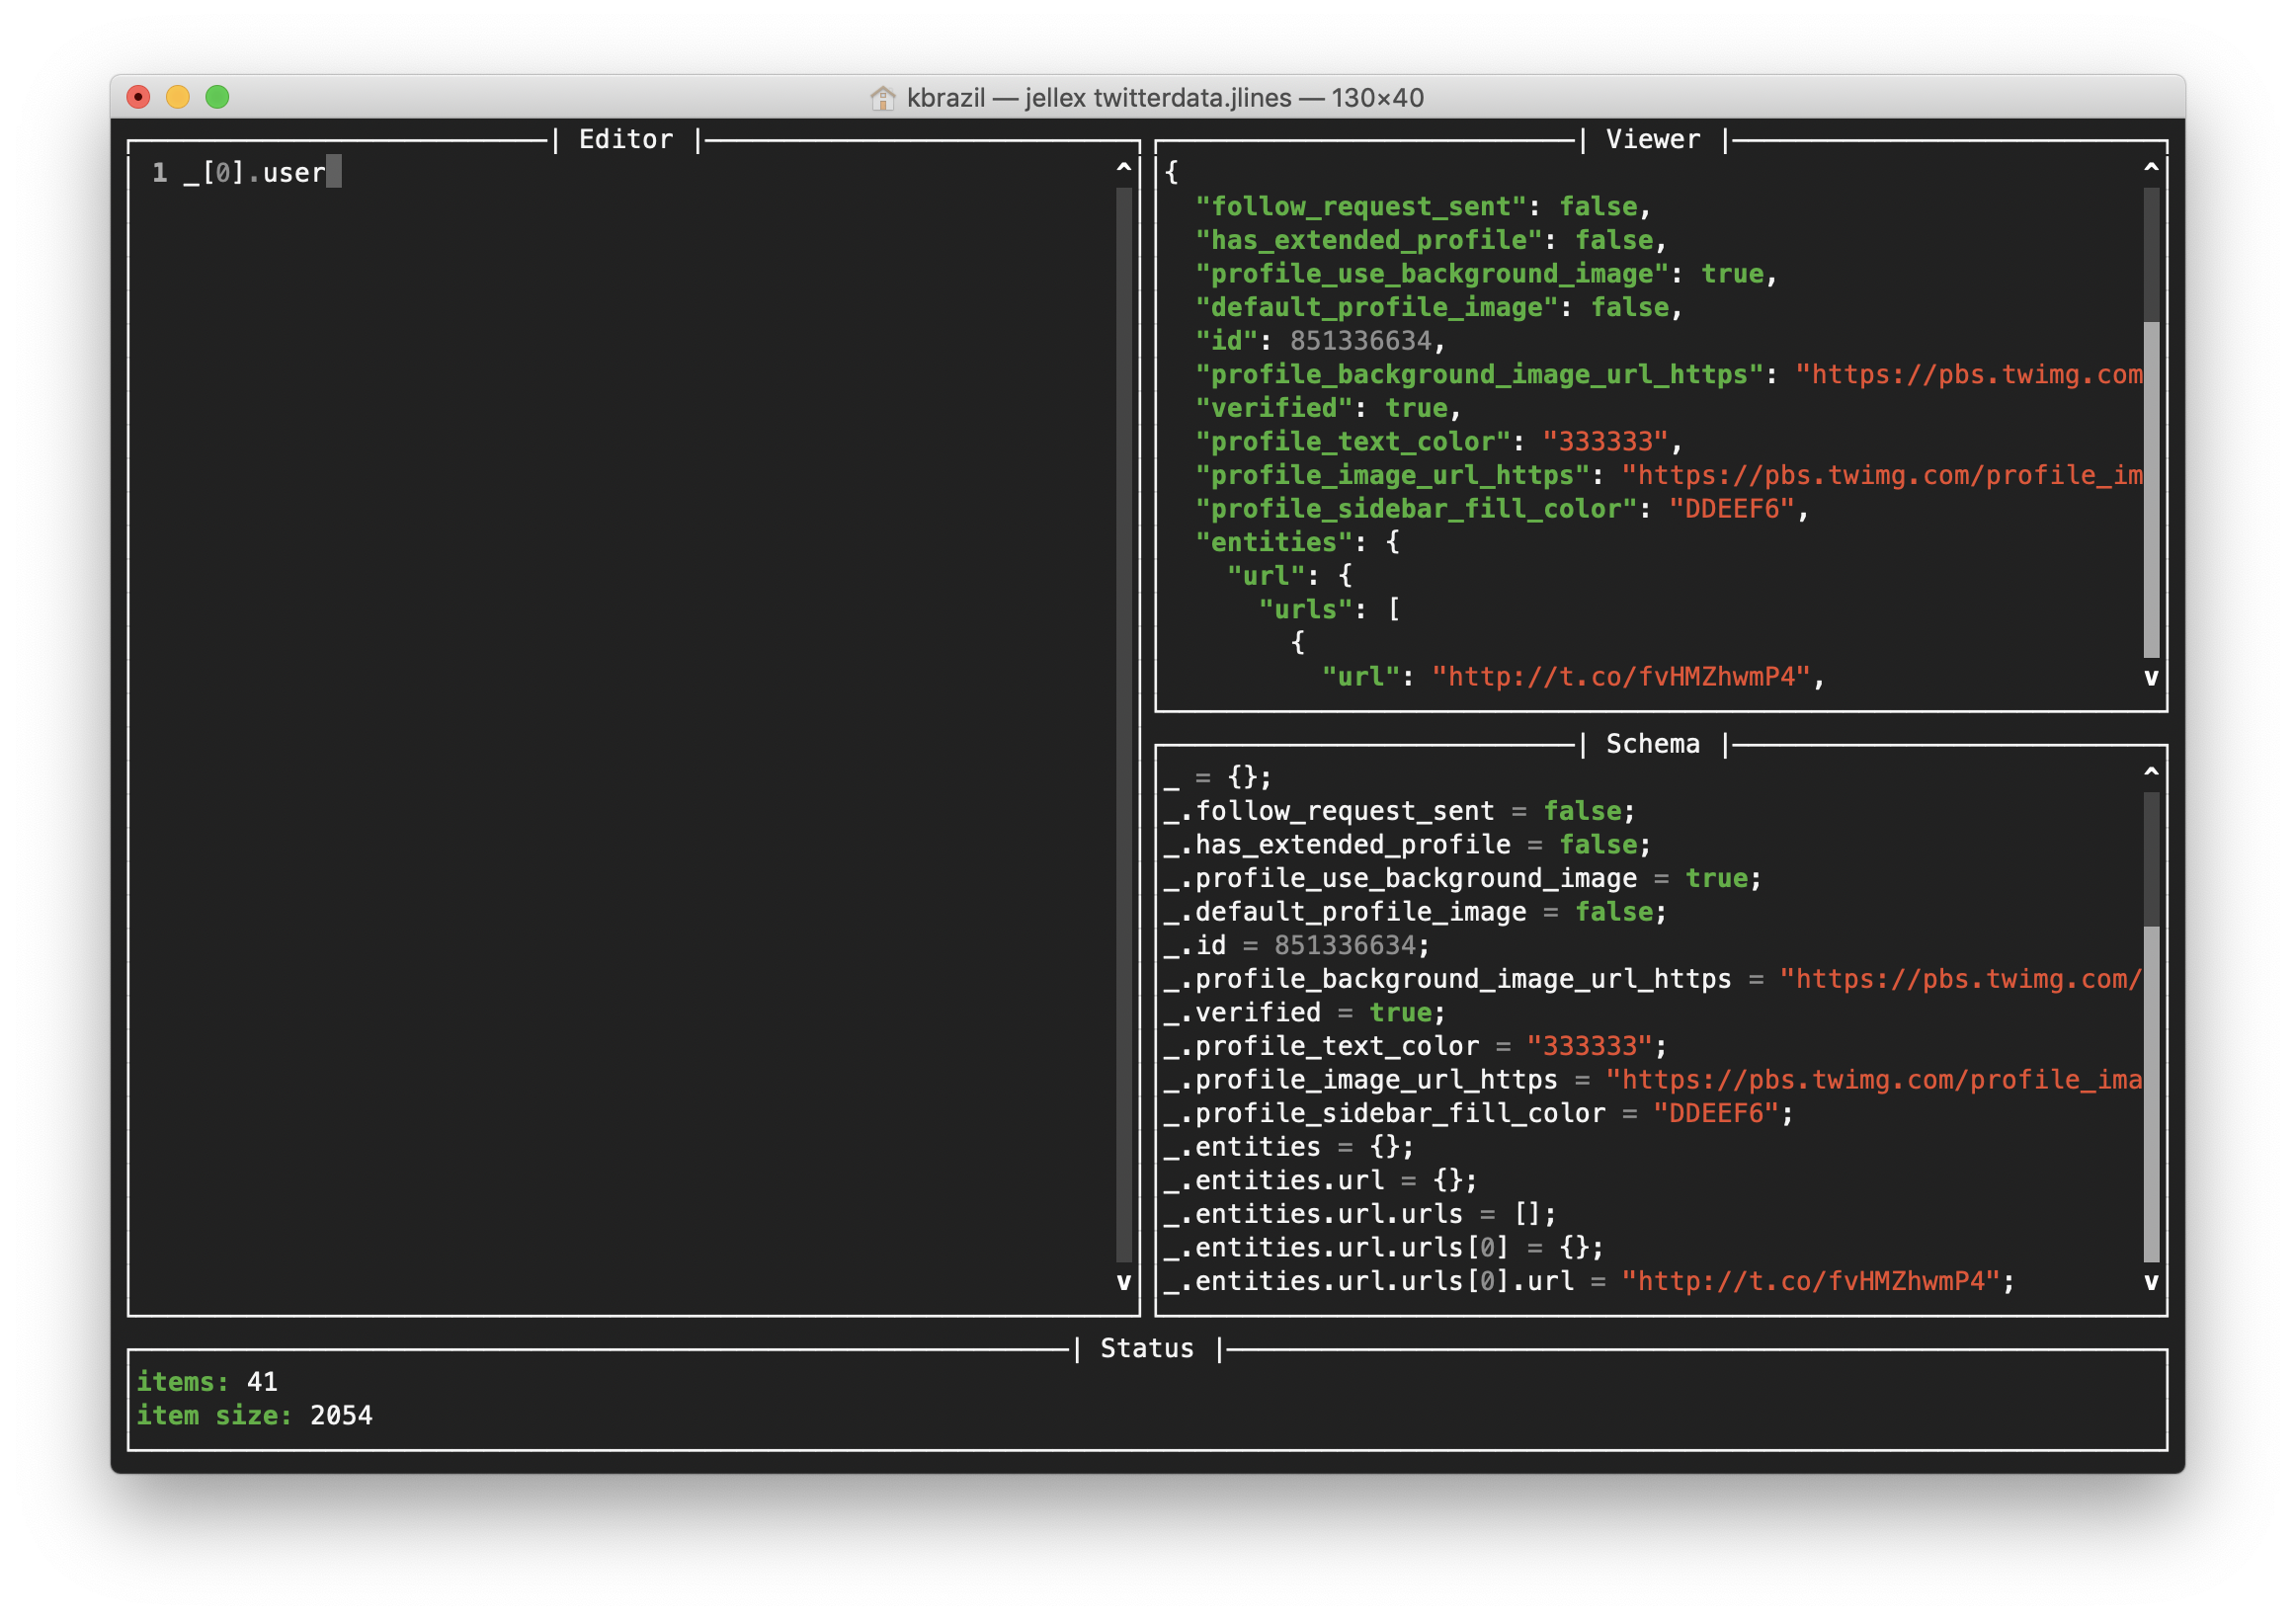 kbrazil — jellex twitterdata.jlines — 130×40
Editor
1 _[0].user
^
v
Viewer
{
"follow_request_sent": false,
"has_extended_profile": false,
"profile_use_background_image": true,
"default_profile_image": false,
"id": 851336634,
"profile_background_image_url_https": "https://pbs.twimg.com
"verified": true,
"profile_text_color": "333333",
"profile_image_url_https": "https://pbs.twimg.com/profile_im
"profile_sidebar_fill_color": "DDEEF6",
"entities": {
"url": {
"urls": [
{
"url": "http://t.co/fvHMZhwmP4",
^
v
Schema
_ = {};
_.follow_request_sent = false;
_.has_extended_profile = false;
_.profile_use_background_image = true;
_.default_profile_image = false;
_.id = 851336634;
_.profile_background_image_url_https = "https://pbs.twimg.com/
_.verified = true;
_.profile_text_color = "333333";
_.profile_image_url_https = "https://pbs.twimg.com/profile_ima
_.profile_sidebar_fill_color = "DDEEF6";
_.entities = {};
_.entities.url = {};
_.entities.url.urls = [];
_.entities.url.urls[0] = {};
_.entities.url.urls[0].url = "http://t.co/fvHMZhwmP4";
^
v
Status
items: 41
item size: 2054